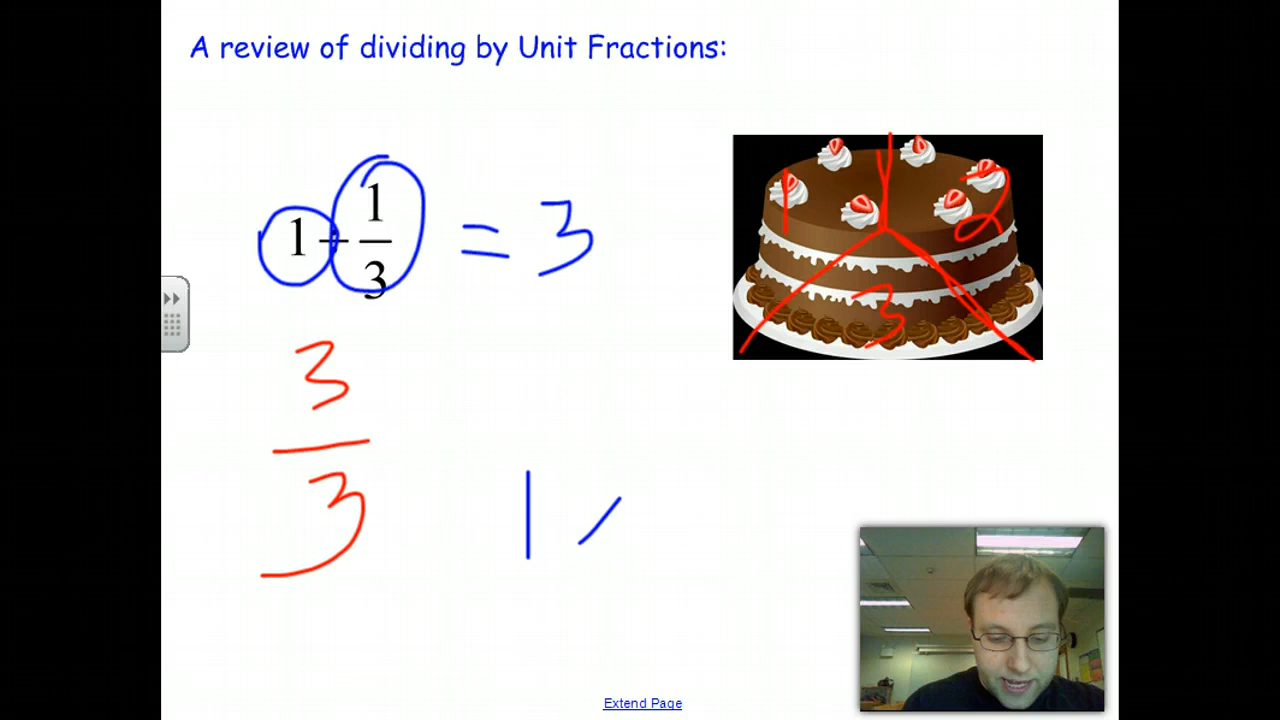 A review of dividing by Unit Fractions:
1 ÷ 1/3 = 3
1 2
3
3/3
1 /
Extend Page